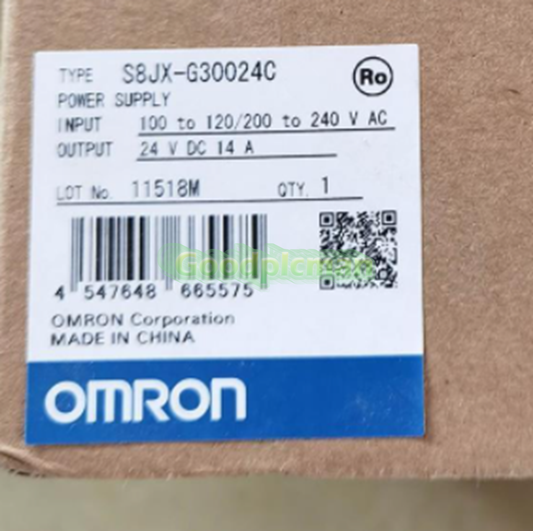 TYPE S8JX-G30024C Ro
POWER SUPPLY
INPUT 100 to 120/200 to 240 V AC
OUTPUT 24 V DC 14 A
LOT No. 11518M QTY. 1
4 547648 665575
OMRON Corporation
MADE IN CHINA
OMRON